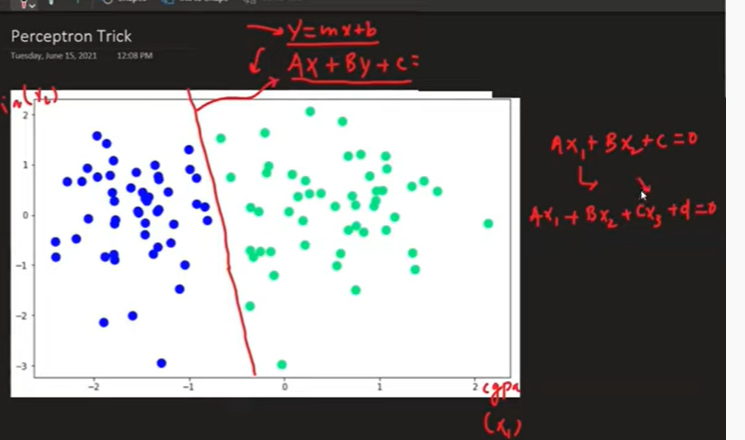 Perceptron Trick
Tuesday, June 15, 2021 12:08 PM
Y=mx+b
Ax+By+c=
(x₂)
2
1
0
−1
−2
−3
−2 −1 0 1 2
cgpa
(x₁)
Ax₁+Bx₂+c=0
Ax₁+Bx₂+Cx₃+d=0